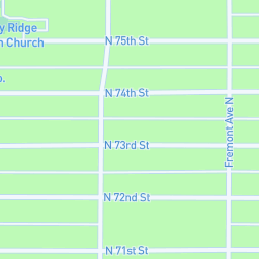 y Ridge
n Church
N 75th St
o.
N 74th St
N 73rd St
Fremont Ave N
N 72nd St
N 71st St